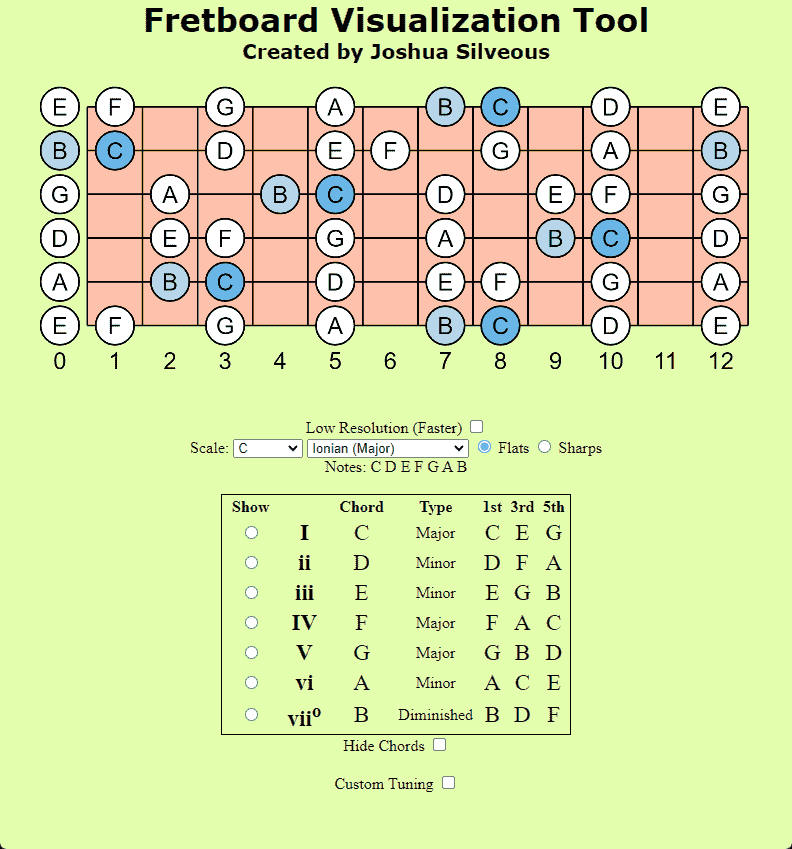 Fretboard Visualization Tool
Created by Joshua Silveous
E F G A B C D E
B C D E F G A B
G A B C D E F G
D E F G A B C D
A B C D E F G A
E F G A B C D E
0 1 2 3 4 5 6 7 8 9 10 11 12
Low Resolution (Faster)
Scale: C Ionian (Major) Flats Sharps
Notes: C D E F G A B
Show Chord Type 1st 3rd 5th
I C Major C E G
ii D Minor D F A
iii E Minor E G B
IV F Major F A C
V G Major G B D
vi A Minor A C E
viiº B Diminished B D F
Hide Chords
Custom Tuning